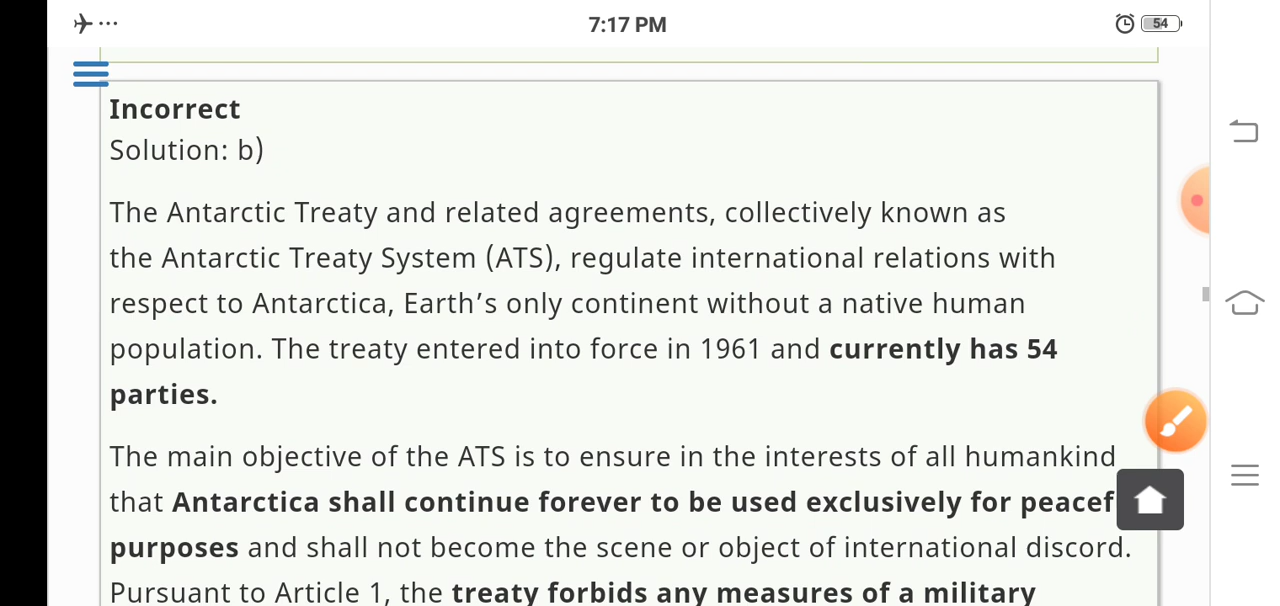 7:17 PM
54
Incorrect
Solution: b)
The Antarctic Treaty and related agreements, collectively known as
the Antarctic Treaty System (ATS), regulate international relations with
respect to Antarctica, Earth’s only continent without a native human
population. The treaty entered into force in 1961 and currently has 54
parties.
The main objective of the ATS is to ensure in the interests of all humankind
that Antarctica shall continue forever to be used exclusively for peacef
purposes and shall not become the scene or object of international discord.
Pursuant to Article 1, the treaty forbids any measures of a military